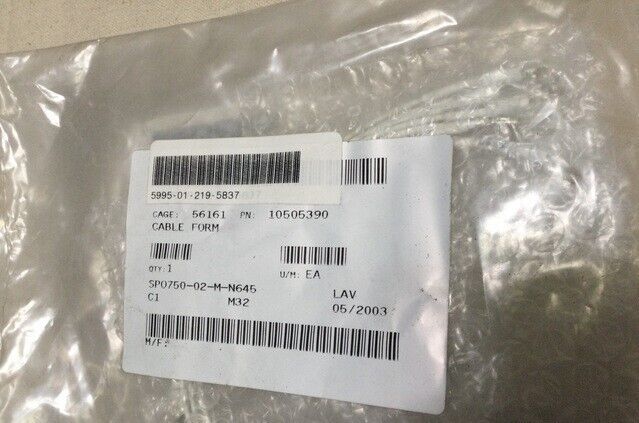 5995-01-219-5837
CAGE: 56161 PN: 10505390
CABLE FORM
QTY: 1 U/M: EA
SPO750-02-M-N645 LAV
C1 M32 05/2003
M/F: